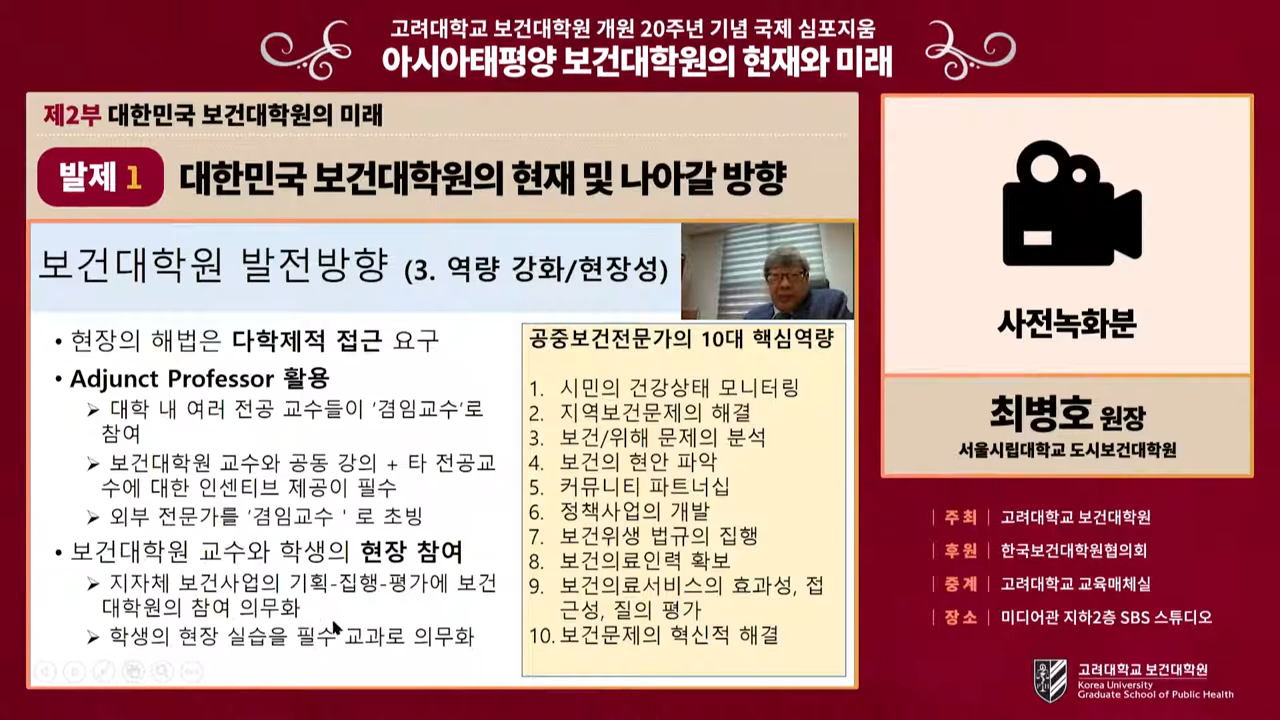 고려대학교 보건대학원 개원 20주년 기념 국제 심포지움
아시아태평양 보건대학원의 현재와 미래
제2부 대한민국 보건대학원의 미래
발제 1 대한민국 보건대학원의 현재 및 나아갈 방향
보건대학원 발전방향 (3. 역량 강화/현장성)
• 현장의 해법은 다학제적 접근 요구
• Adjunct Professor 활용
➢ 대학 내 여러 전공 교수들이 ‘겸임교수’로
참여
➢ 보건대학원 교수와 공동 강의 + 타 전공교
수에 대한 인센티브 제공이 필수
➢ 외부 전문가를 ‘겸임교수 ' 로 초빙
• 보건대학원 교수와 학생의 현장 참여
➢ 지자체 보건사업의 기획-집행-평가에 보건
대학원의 참여 의무화
➢ 학생의 현장 실습을 필수 교과로 의무화
공중보건전문가의 10대 핵심역량
1. 시민의 건강상태 모니터링
2. 지역보건문제의 해결
3. 보건/위해 문제의 분석
4. 보건의 현안 파악
5. 커뮤니티 파트너십
6. 정책사업의 개발
7. 보건위생 법규의 집행
8. 보건의료인력 확보
9. 보건의료서비스의 효과성, 접
근성, 질의 평가
10. 보건문제의 혁신적 해결
사전녹화분
최병호 원장
서울시립대학교 도시보건대학원
주최 고려대학교 보건대학원
후원 한국보건대학원협의회
중계 고려대학교 교육매체실
장소 미디어관 지하2층 SBS 스튜디오
고려대학교 보건대학원
Korea University
Graduate School of Public Health